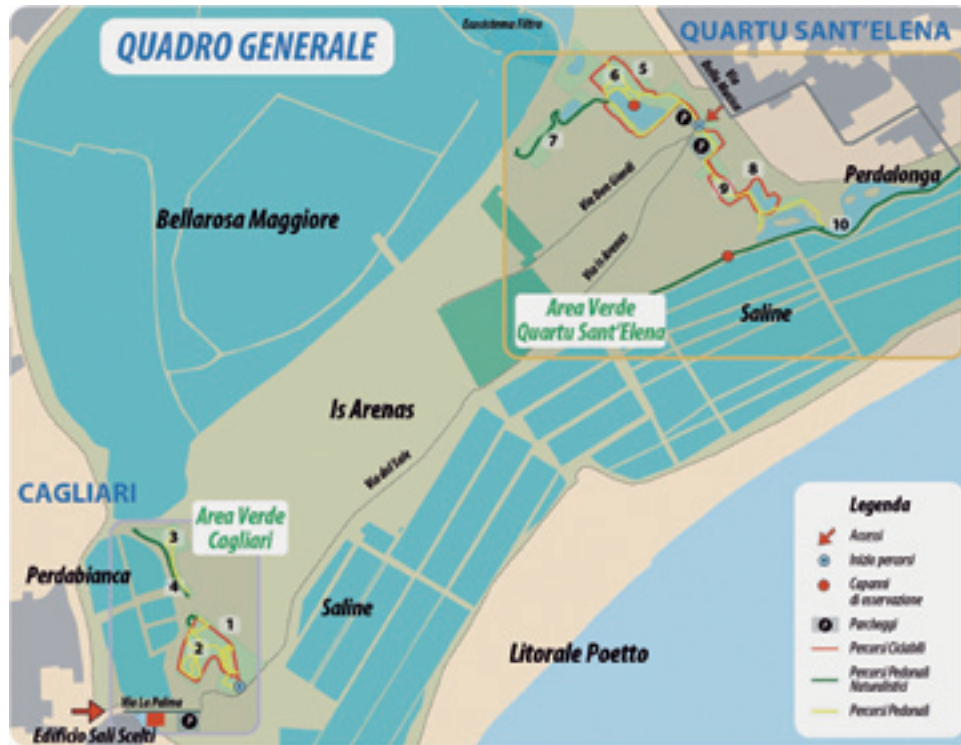 QUADRO GENERALE
Ecosistema Filtro
QUARTU SANT'ELENA
Via
Bellarosa Maggiore
5
6
7
P
P
8
9
10
Perdalonga
Via Don Giordi
Via Is Arenas
Area Verde
Quartu Sant'Elena
Saline
Is Arenas
Via del Sale
CAGLIARI
Area Verde
Cagliari
3
4
Perdabianca
1
2
Saline
Litorale Poetto
Via La Palma
P
Edificio Sali Scelti
Legenda
Accessi
Inizio percorsi
Capanni
di osservazione
P
Parcheggi
Percorsi Ciclabili
Percorsi Pedonali
Naturalistici
Percorsi Pedonali